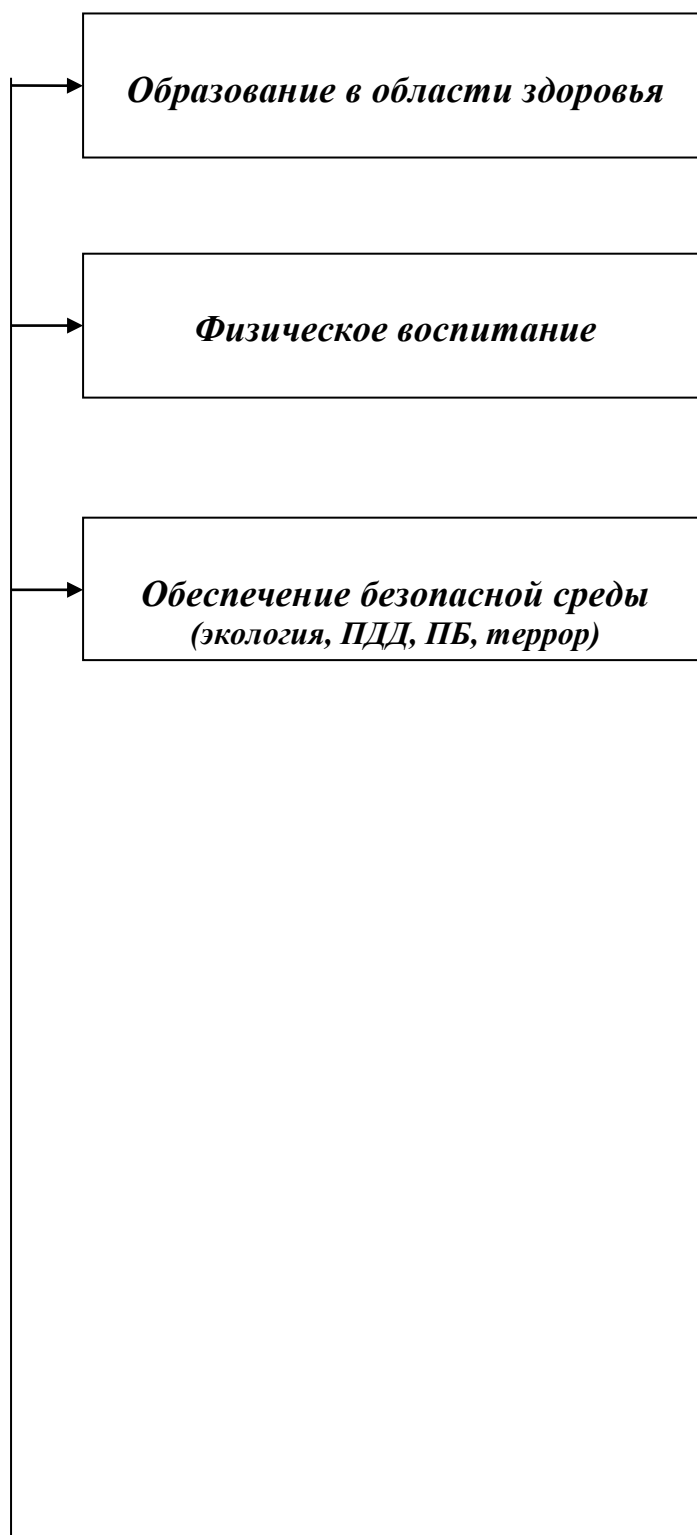 Образование в области здоровья
Физическое воспитание
Обеспечение безопасной среды
(экология, ПДД, ПБ, террор)